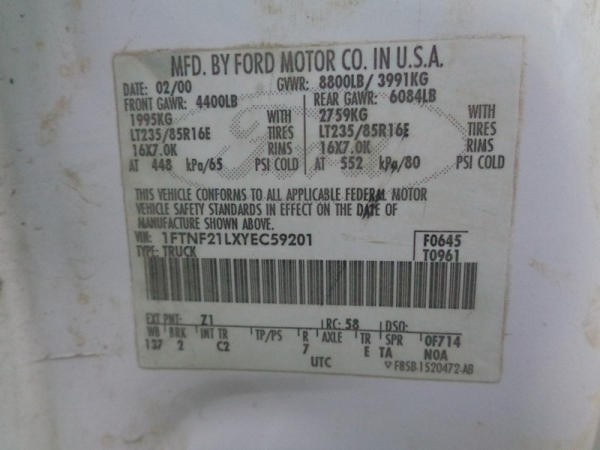 MFD. BY FORD MOTOR CO. IN U.S.A.
DATE: 02/00 GVWR: 8800LB/ 3991KG
FRONT GAWR: 4400LB REAR GAWR: 6084LB
1995KG WITH 2759KG WITH
LT235/85R16E TIRES LT235/85R16E TIRES
16X7.0K RIMS 16X7.0K RIMS
AT 448 kPa/65 PSI COLD AT 552 kPa/80 PSI COLD
THIS VEHICLE CONFORMS TO ALL APPLICABLE FEDERAL MOTOR
VEHICLE SAFETY STANDARDS IN EFFECT ON THE DATE OF
MANUFACTURE SHOWN ABOVE.
VIN: 1FTNF21LXYEC59201 F0645
TYPE: TRUCK T0961
EXT PNT: Z1 RC: 58 DSO:
WB BRK INT TR TP/PS R AXLE TR SPR 0F714
137 2 C2 7 E TA NOA
UTC F85B-1520472-AB